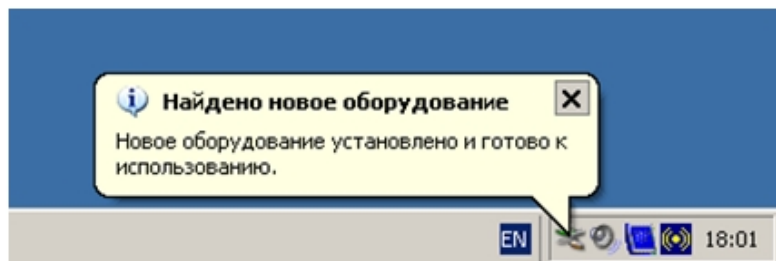 Найдено новое оборудование
Новое оборудование установлено и готово к
использованию.
EN
18:01